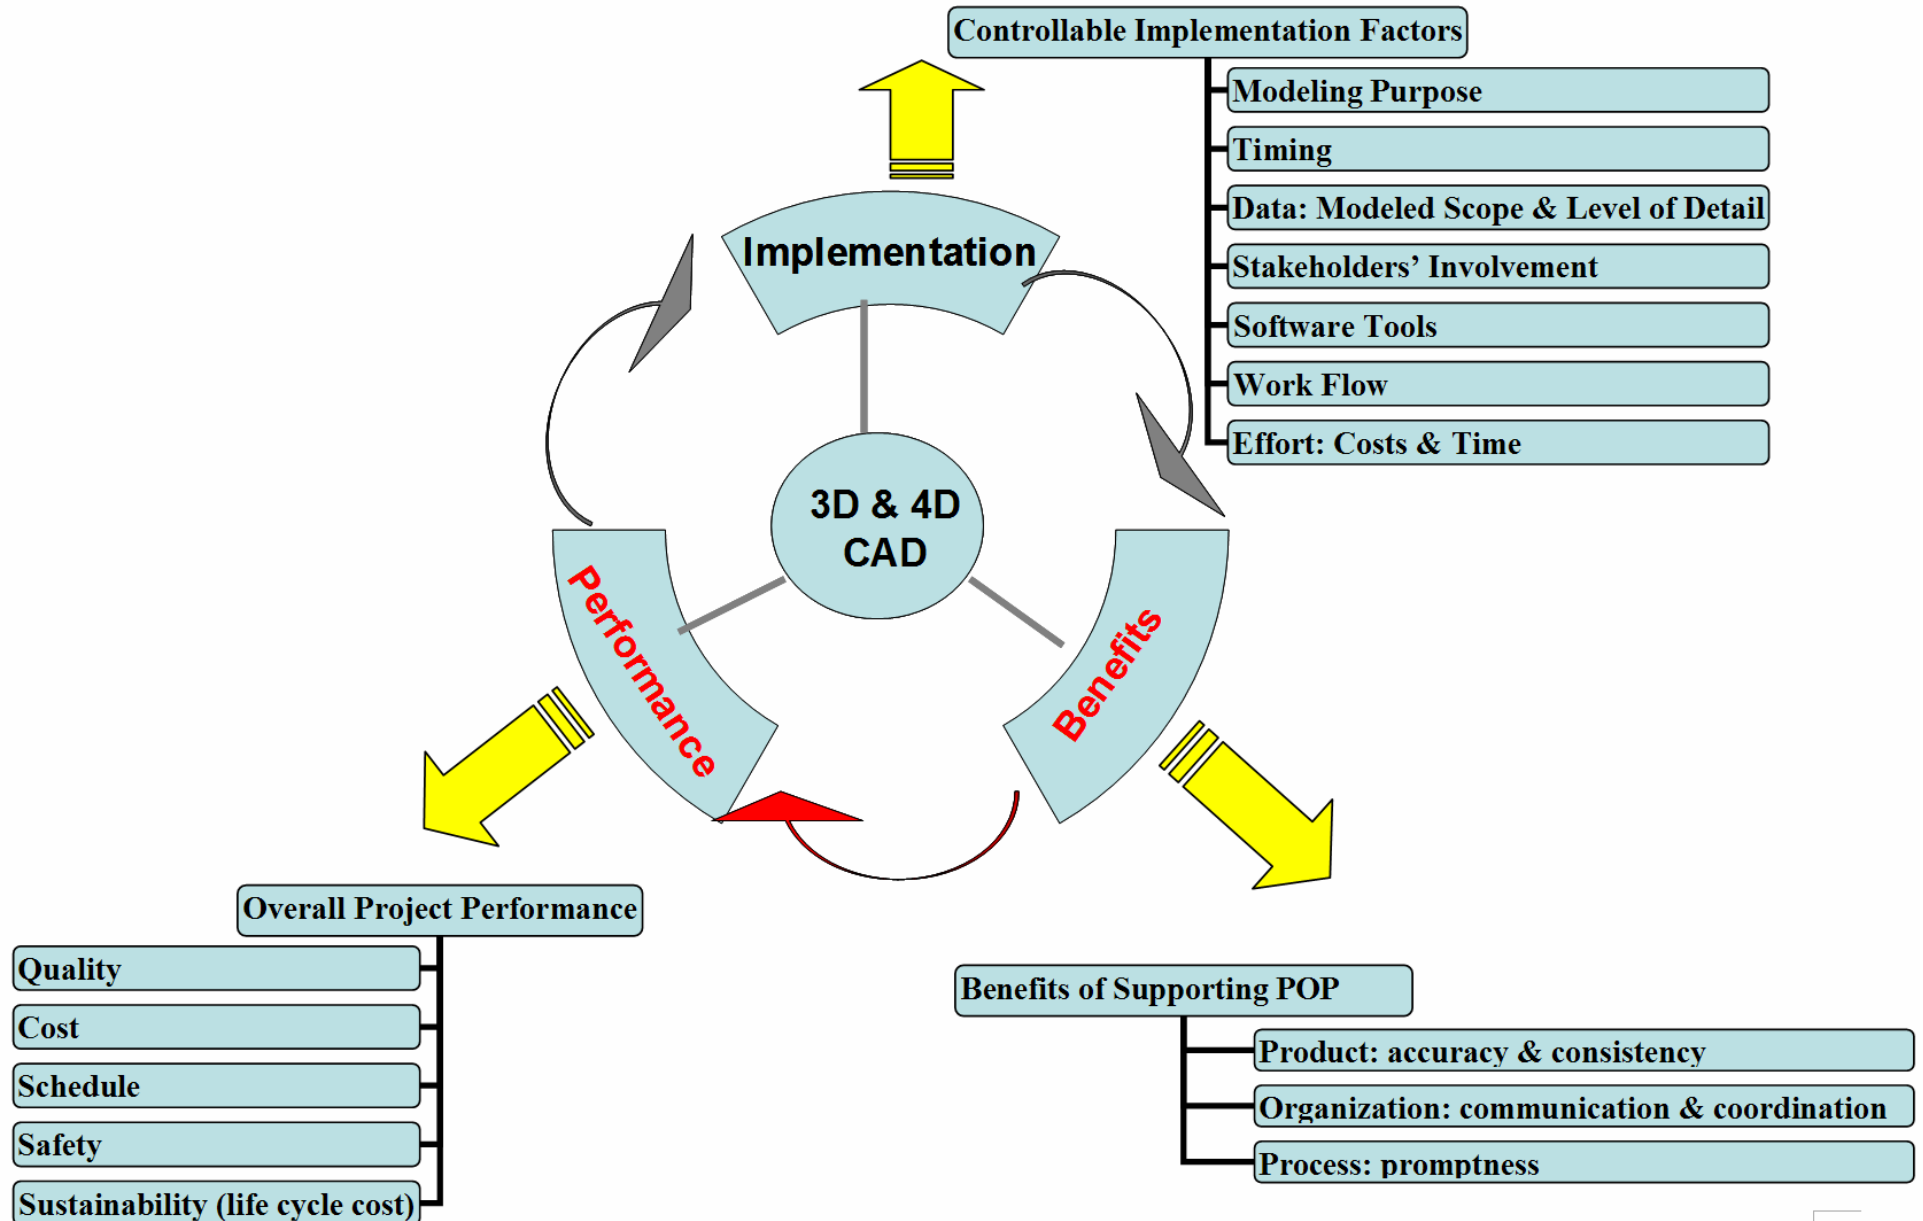 Controllable Implementation Factors
Modeling Purpose
Timing
Data: Modeled Scope & Level of Detail
Stakeholders’ Involvement
Software Tools
Work Flow
Effort: Costs & Time
Implementation
3D & 4D
CAD
Performance
Benefits
Overall Project Performance
Quality
Cost
Schedule
Safety
Sustainability (life cycle cost)
Benefits of Supporting POP
Product: accuracy & consistency
Organization: communication & coordination
Process: promptness